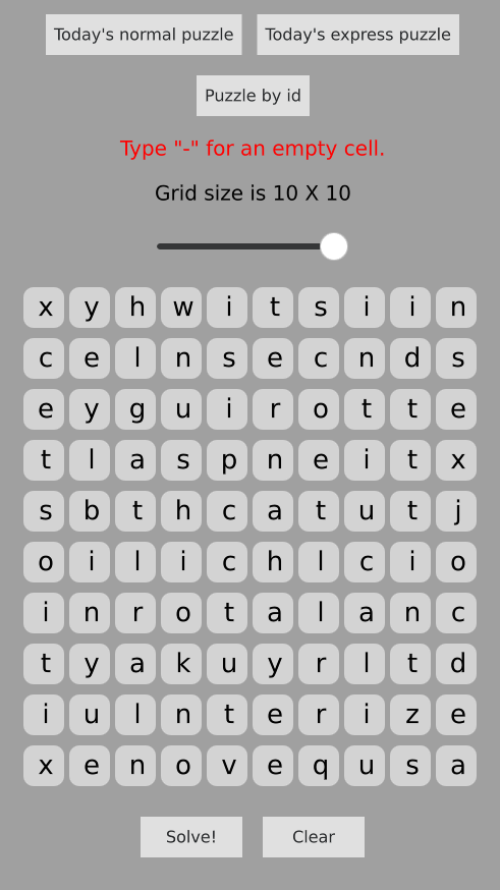 Today's normal puzzle Today's express puzzle
Puzzle by id
Type "-" for an empty cell.
Grid size is 10 X 10
x y h w i t s i i n
c e l n s e c n d s
e y g u i r o t t e
t l a s p n e i t x
s b t h c a t u t j
o i l i c h l c i o
i n r o t a l a n c
t y a k u y r l t d
i u l n t e r i z e
x e n o v e q u s a
Solve! Clear